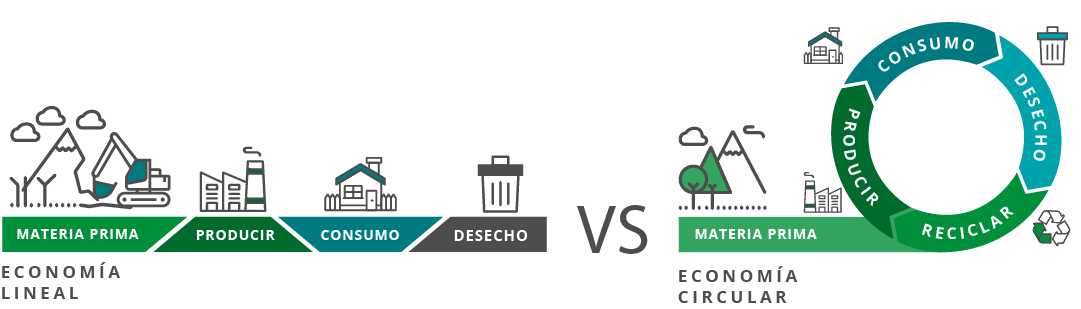 MATERIA PRIMA
PRODUCIR
CONSUMO
DESECHO
ECONOMÍA
LINEAL
VS
MATERIA PRIMA
PRODUCIR
CONSUMO
DESECHO
RECICLAR
ECONOMÍA
CIRCULAR